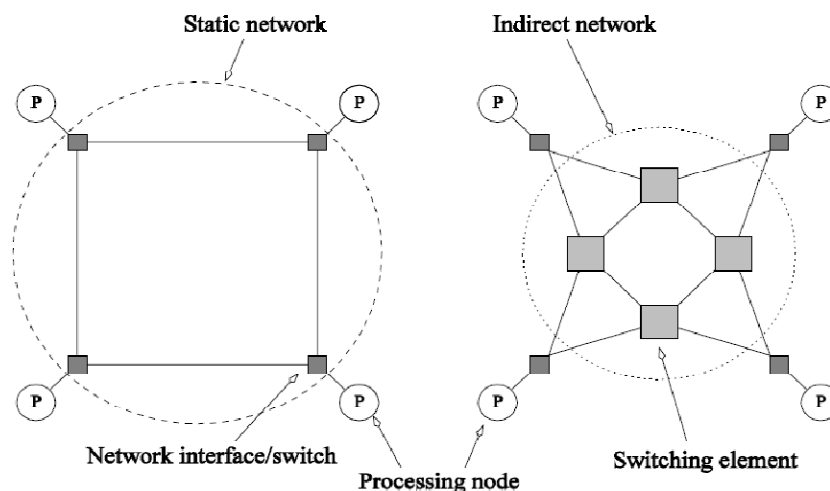 Static network
Indirect network
P
P
P
P
P
P
P
P
Network interface/switch
Processing node
Switching element